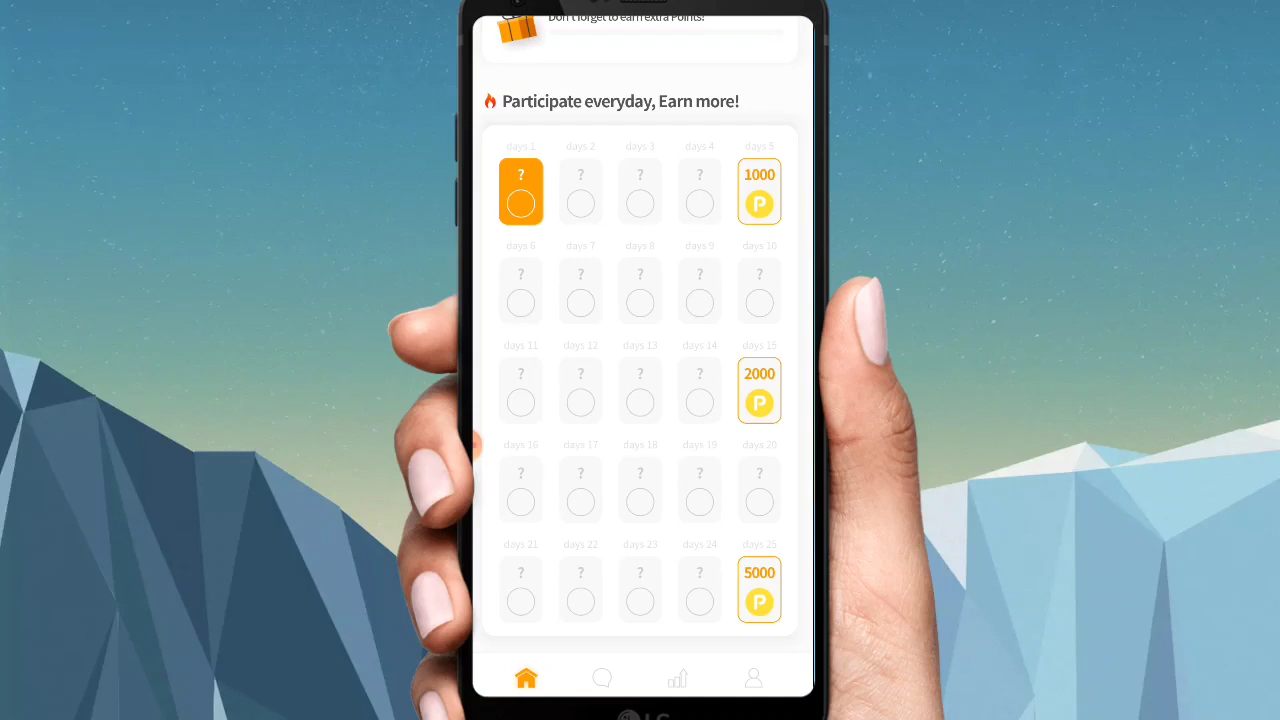 Don't forget to earn extra Points!
Participate everyday, Earn more!
days 1 days 2 days 3 days 4 days 5
? ? ? ? 1000
P
days 6 days 7 days 8 days 9 days 10
? ? ? ? ?
days 11 days 12 days 13 days 14 days 15
? ? ? ? 2000
P
days 16 days 17 days 18 days 19 days 20
? ? ? ? ?
days 21 days 22 days 23 days 24 days 25
? ? ? ? 5000
P
LG